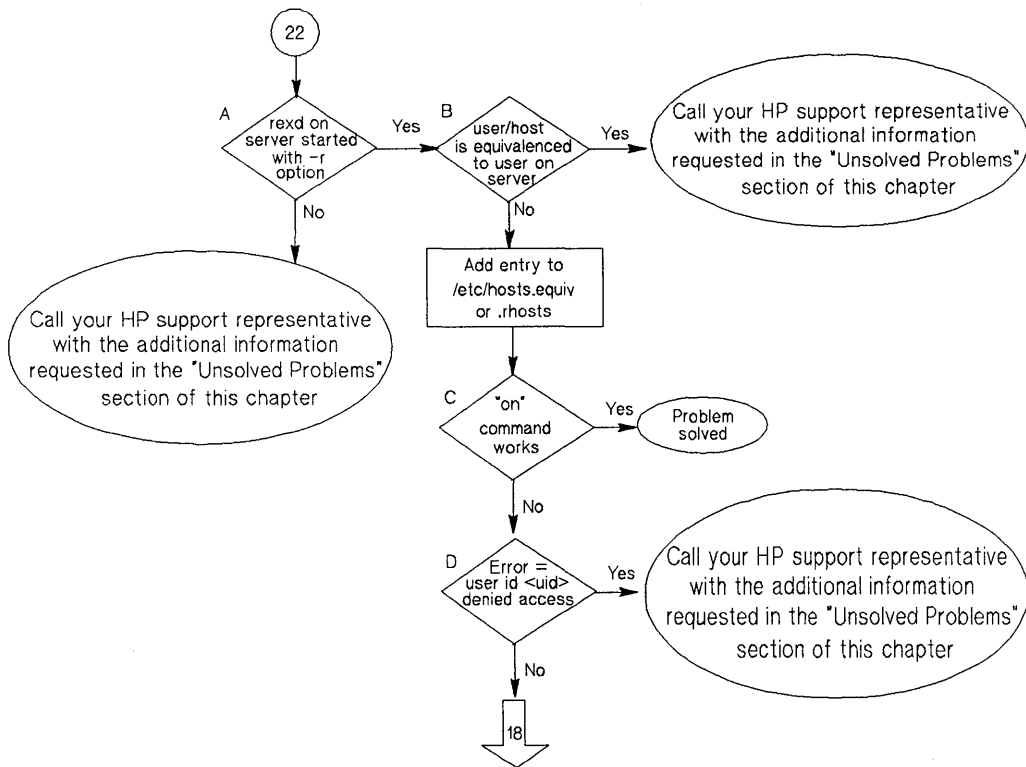 22
A
rexd on
server started
with -r
option
Yes
No
B
user/host
is equivalenced
to user on
server
Yes
No
Call your HP support representative
with the additional information
requested in the "Unsolved Problems"
section of this chapter
Call your HP support representative
with the additional information
requested in the "Unsolved Problems"
section of this chapter
Add entry to
/etc/hosts.equiv
or .rhosts
C
"on"
command
works
Yes
No
Problem
solved
D
Error =
user id <uid>
denied access
Yes
No
Call your HP support representative
with the additional information
requested in the "Unsolved Problems"
section of this chapter
18